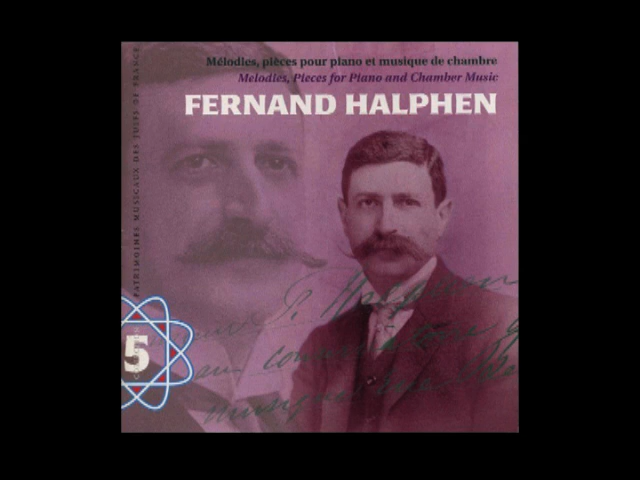 Mélodies, pièces pour piano et musique de chambre
Melodies, Pieces for Piano and Chamber Music
FERNAND HALPHEN
PATRIMOINES MUSICAUX DES JUIFS DE FRANCE
5
F. Halphen